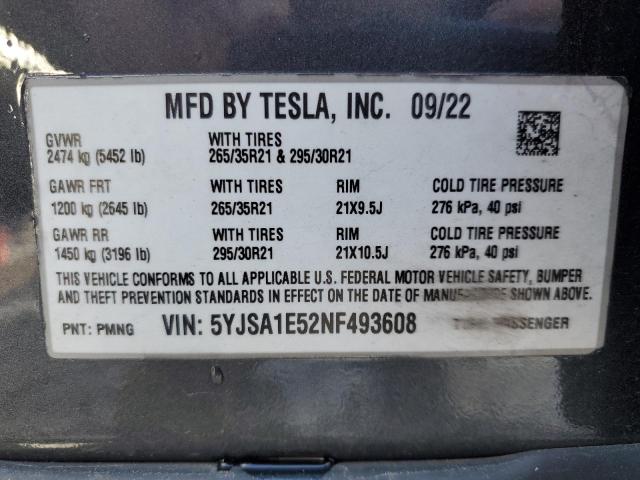 MFD BY TESLA, INC. 09/22
GVWR WITH TIRES
2474 kg (5452 lb) 265/35R21 & 295/30R21
GAWR FRT WITH TIRES RIM COLD TIRE PRESSURE
1200 kg (2645 lb) 265/35R21 21X9.5J 276 kPa, 40 psi
GAWR RR WITH TIRES RIM COLD TIRE PRESSURE
1450 kg (3196 lb) 295/30R21 21X10.5J 276 kPa, 40 psi
THIS VEHICLE CONFORMS TO ALL APPLICABLE U.S. FEDERAL MOTOR VEHICLE SAFETY, BUMPER
AND THEFT PREVENTION STANDARDS IN EFFECT ON THE DATE OF MANUFACTURE SHOWN ABOVE.
PNT: PMNG VIN: 5YJSA1E52NF493608 PASSENGER